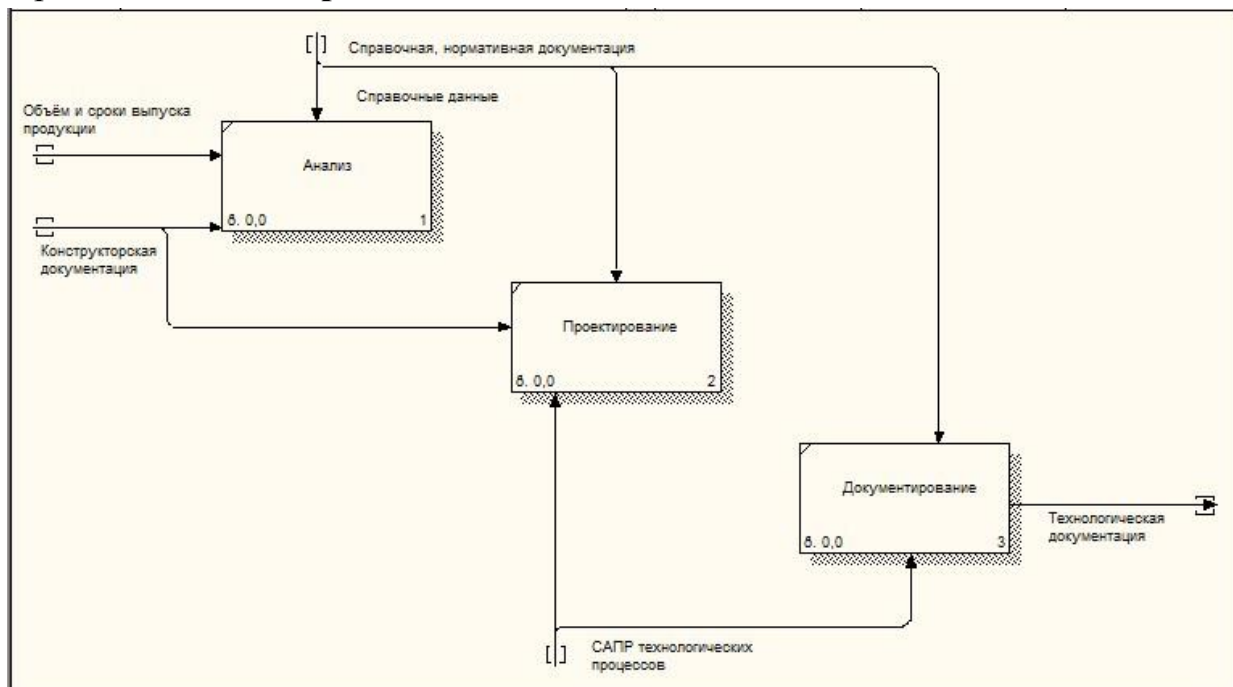 Справочная, нормативная документация
Справочные данные
Объём и сроки выпуска
продукции
Анализ
б. 0,0
1
Конструкторская
документация
Проектирование
б. 0,0
2
Документирование
б. 0,0
3
Технологическая
документация
САПР технологических
процессов